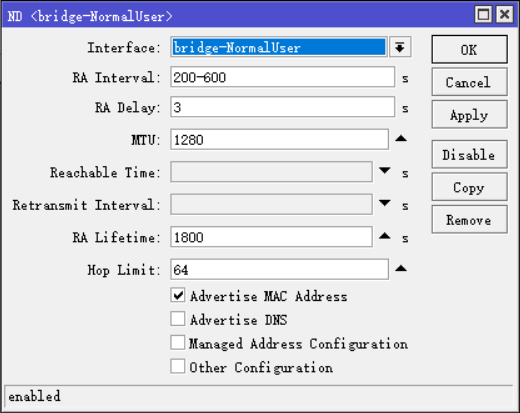 ND <bridge-NormalUser>
Interface: bridge-NormalUser
OK
RA Interval: 200-600 s
Cancel
RA Delay: 3 s
Apply
MTU: 1280
Disable
Reachable Time: s
Copy
Retransmit Interval: s
Remove
RA Lifetime: 1800 s
Hop Limit: 64
Advertise MAC Address
Advertise DNS
Managed Address Configuration
Other Configuration
enabled